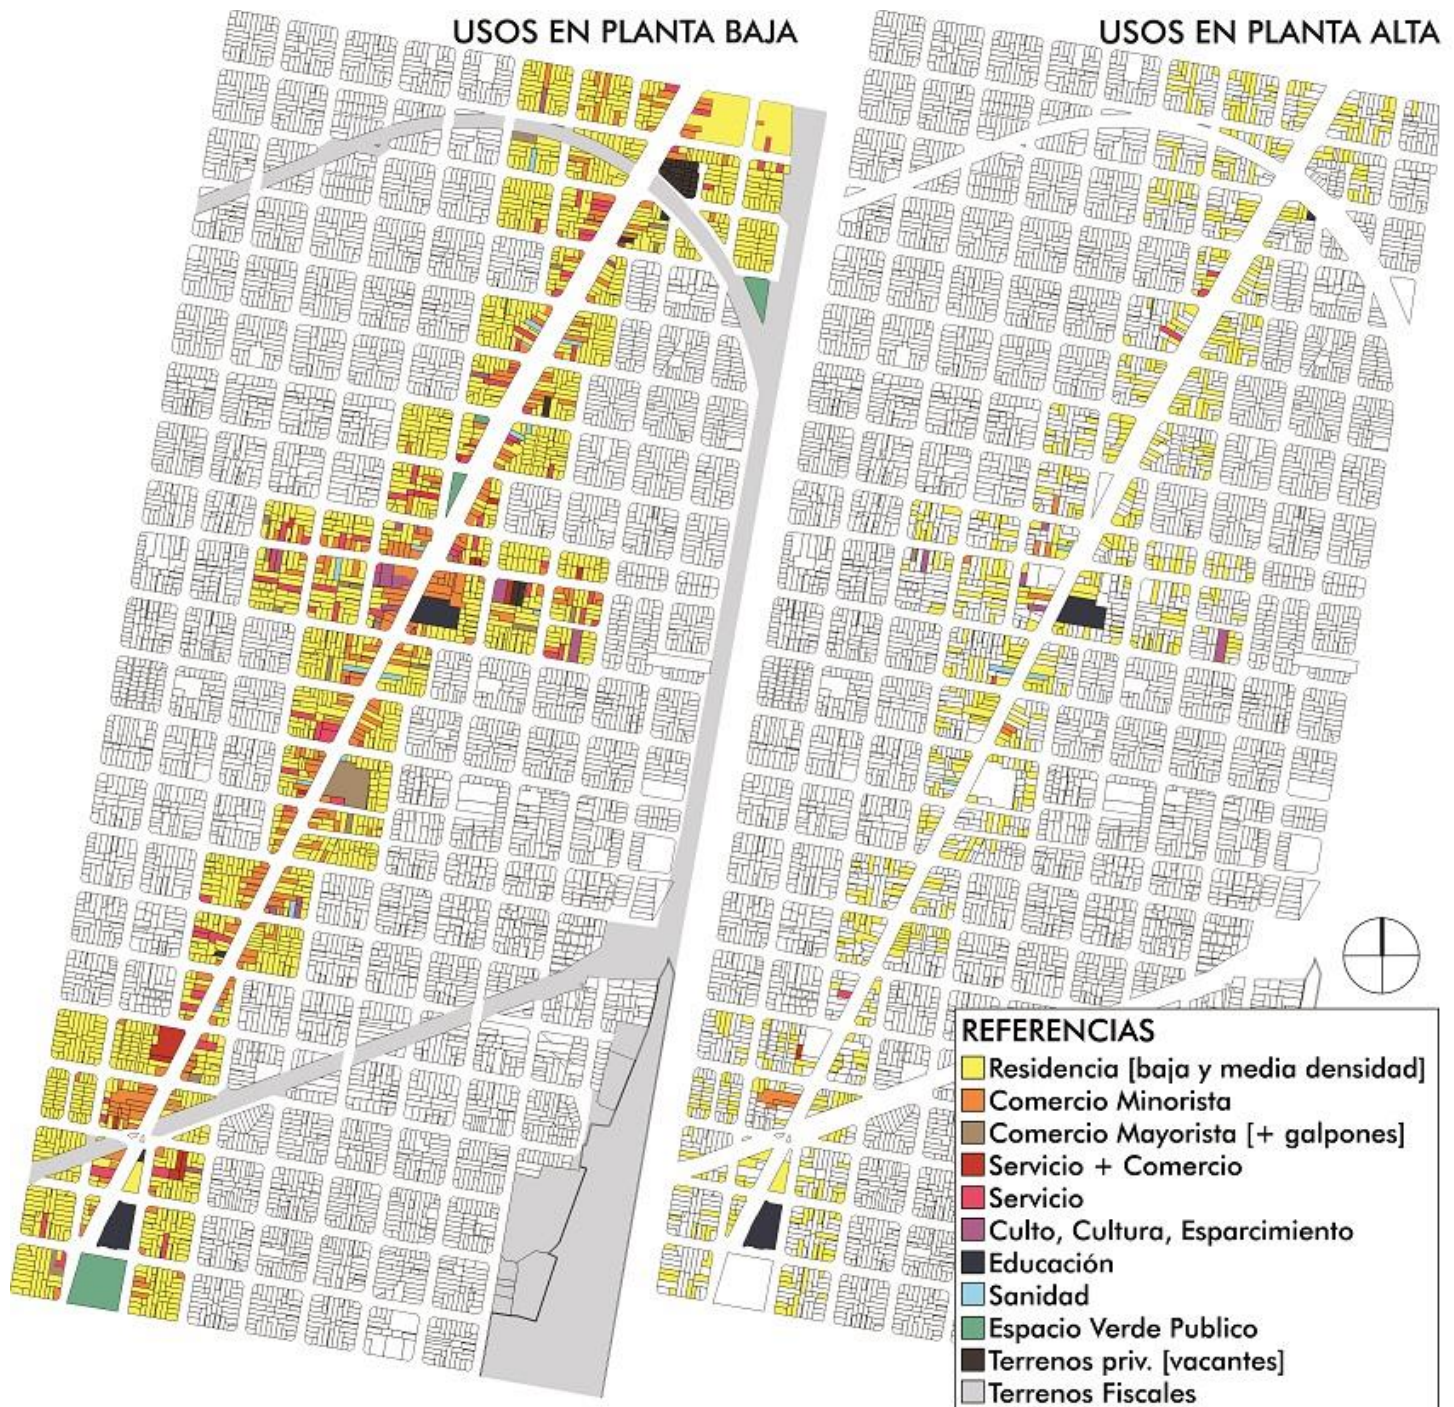 USOS EN PLANTA BAJA
USOS EN PLANTA ALTA
REFERENCIAS
Residencia [baja y media densidad]
Comercio Minorista
Comercio Mayorista [+ galpones]
Servicio + Comercio
Servicio
Culto, Cultura, Esparcimiento
Educación
Sanidad
Espacio Verde Publico
Terrenos priv. [vacantes]
Terrenos Fiscales